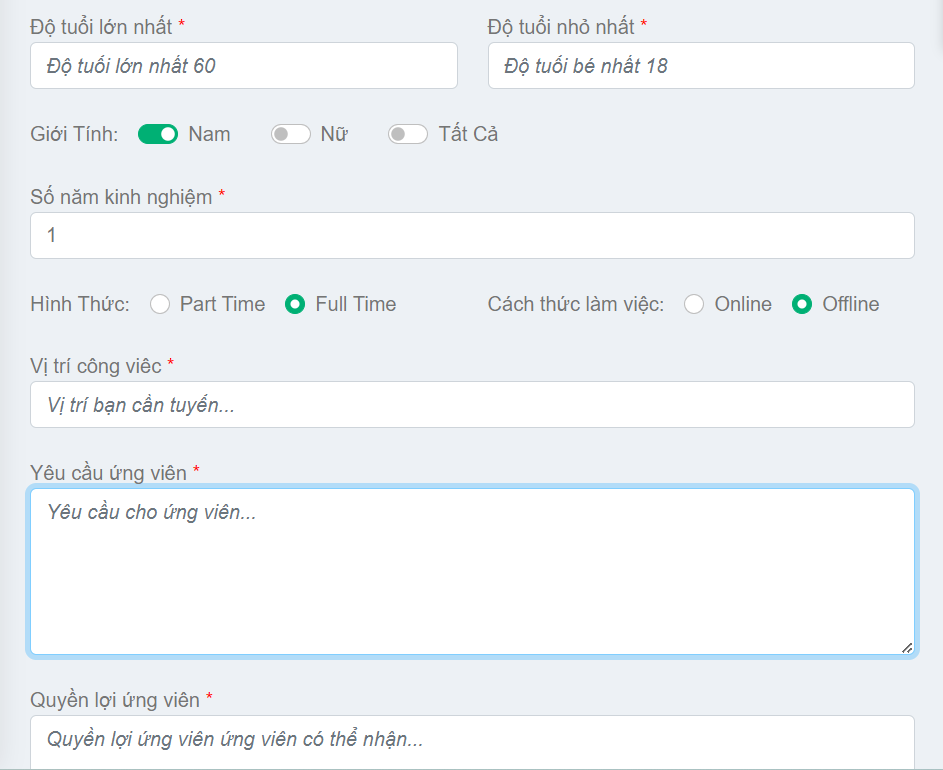 Độ tuổi lớn nhất * Độ tuổi nhỏ nhất *
Độ tuổi lớn nhất 60 Độ tuổi bé nhất 18
Giới Tính: Nam Nữ Tất Cả
Số năm kinh nghiệm *
1
Hình Thức: Part Time Full Time Cách thức làm việc: Online Offline
Vị trí công viêc *
Vị trí bạn cần tuyển...
Yêu cầu ứng viên *
Yêu cầu cho ứng viên...
Quyền lợi ứng viên *
Quyền lợi ứng viên ứng viên có thể nhận...